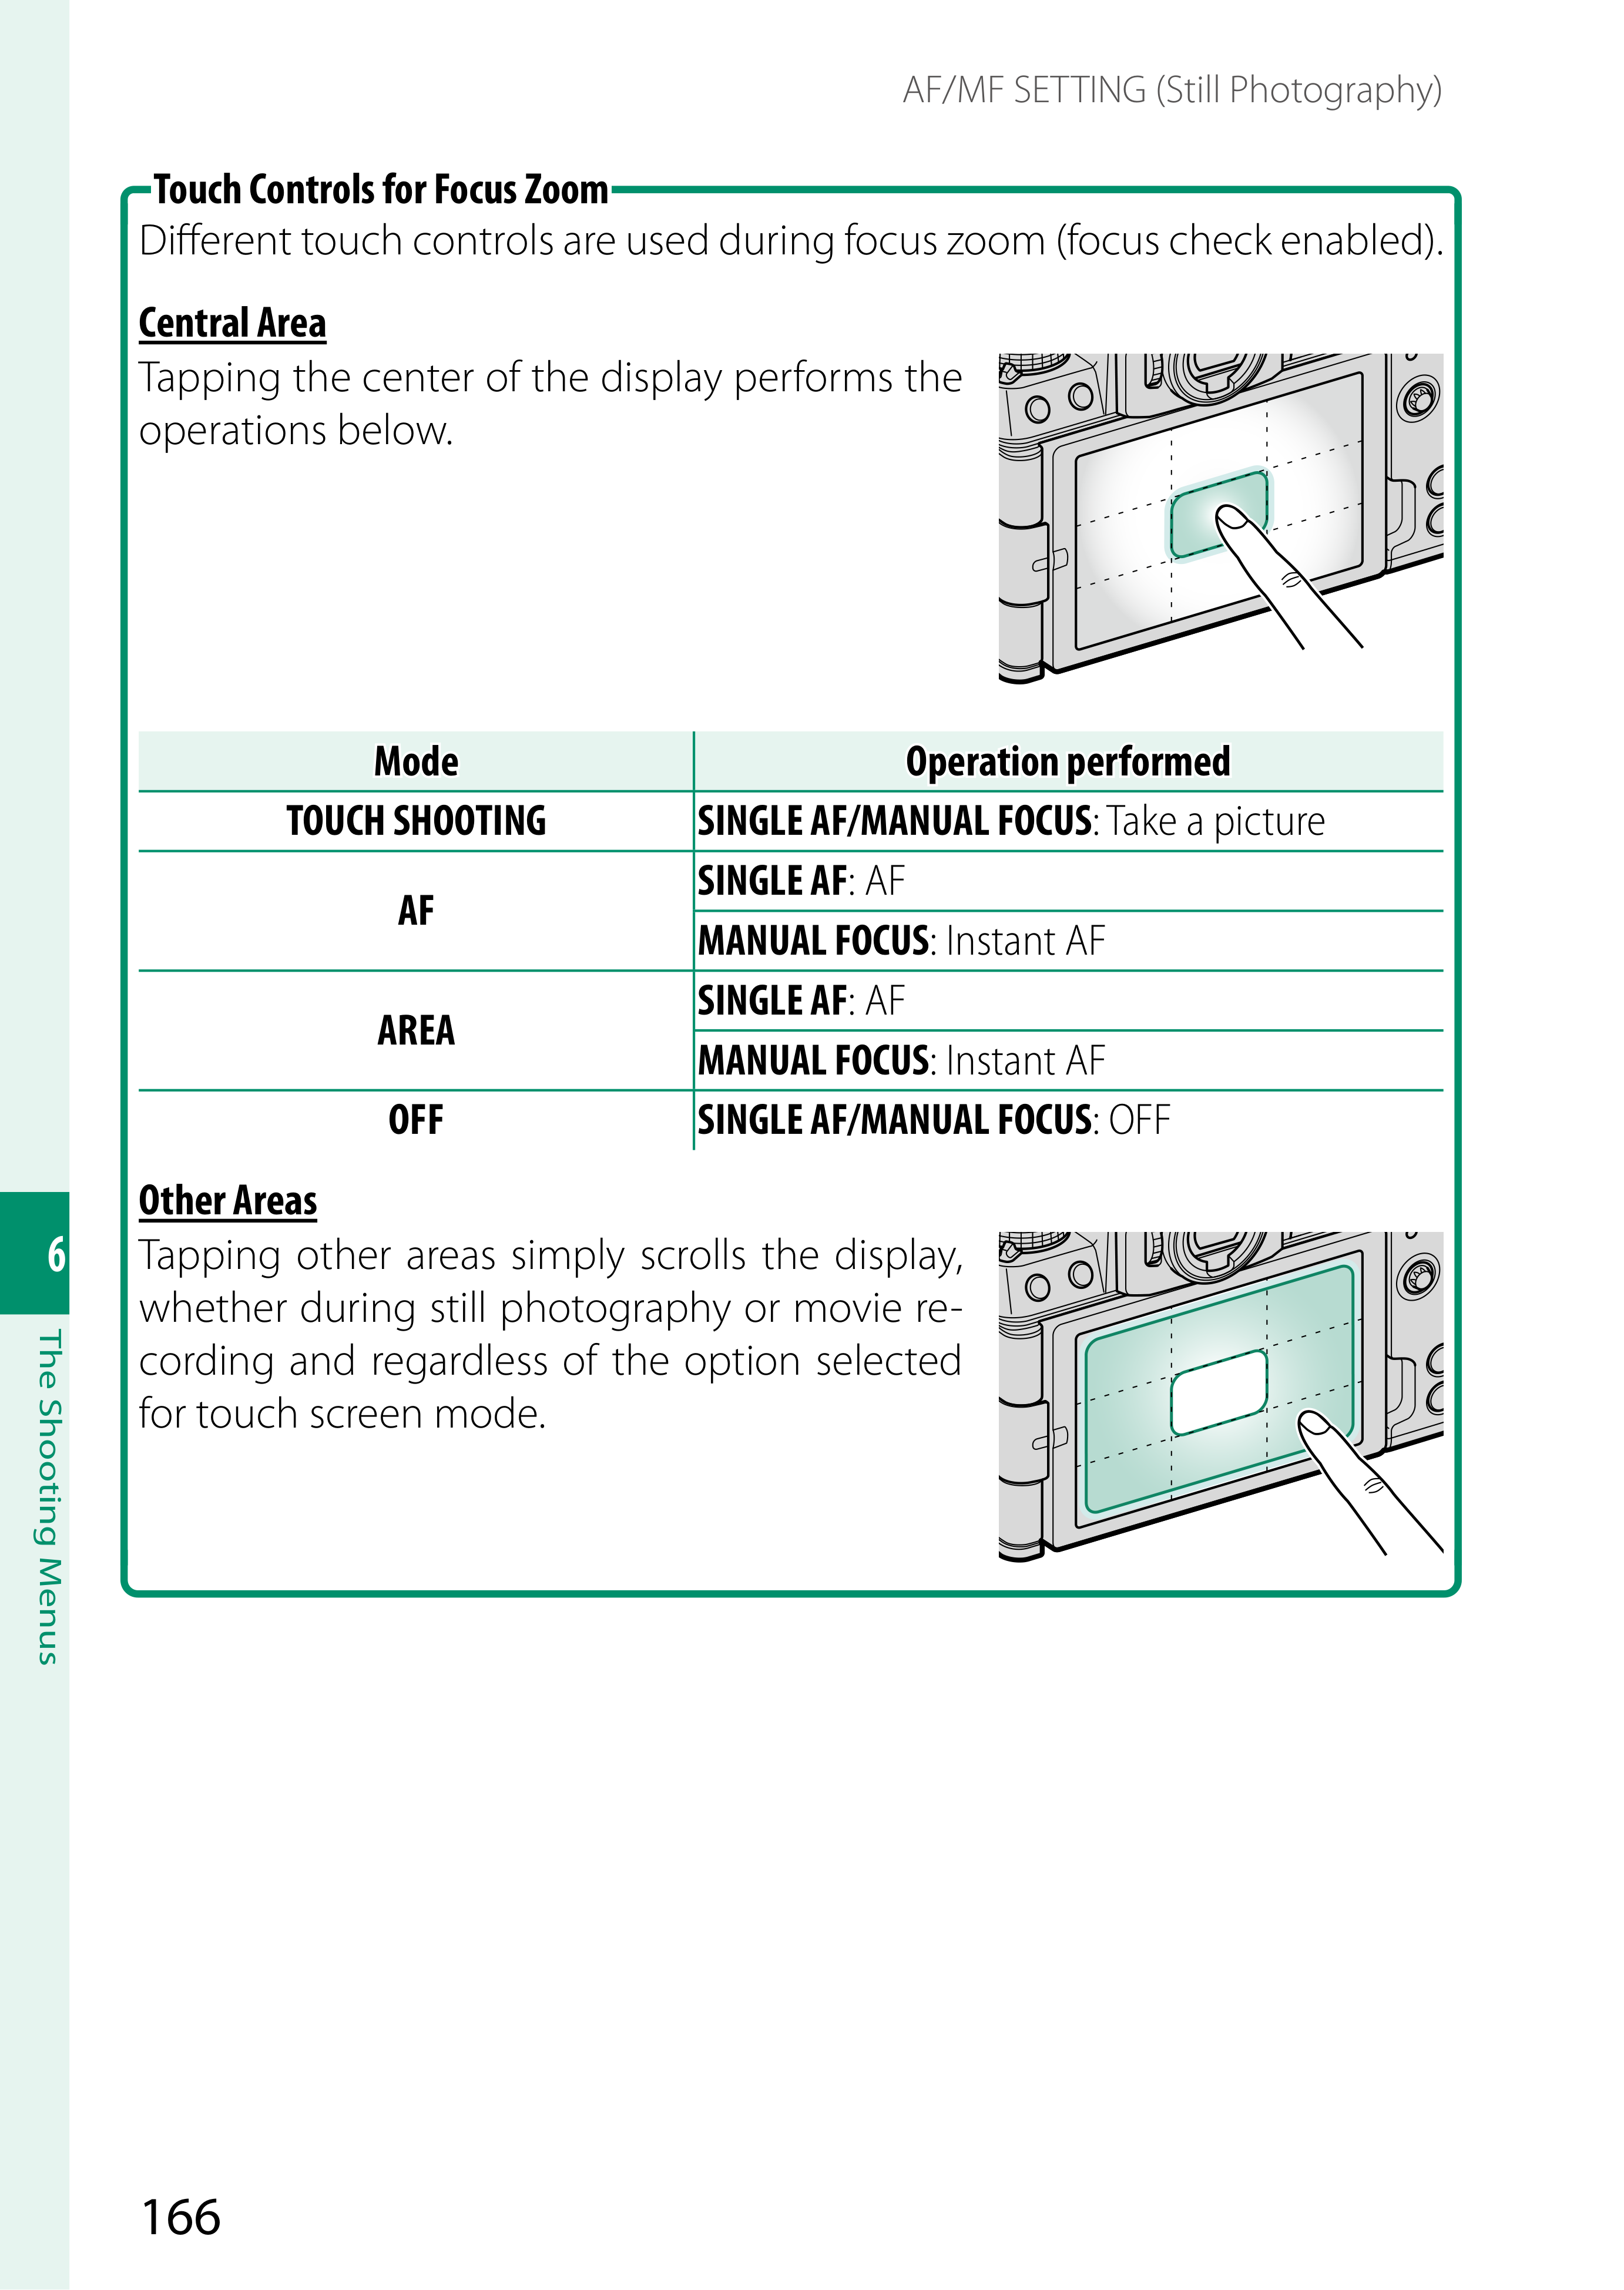 AF/MF SETTING (Still Photography)
Touch Controls for Focus Zoom
Different touch controls are used during focus zoom (focus check enabled).
Central Area
Tapping the center of the display performs the
operations below.
Mode Operation performed
TOUCH SHOOTING SINGLE AF/MANUAL FOCUS: Take a picture
AF
SINGLE AF: AF
MANUAL FOCUS: Instant AF
AREA
SINGLE AF: AF
MANUAL FOCUS: Instant AF
OFF SINGLE AF/MANUAL FOCUS: OFF
Other Areas
Tapping other areas simply scrolls the display,
whether during still photography or movie re-
cording and regardless of the option selected
for touch screen mode.
6
The Shooting Menus
166